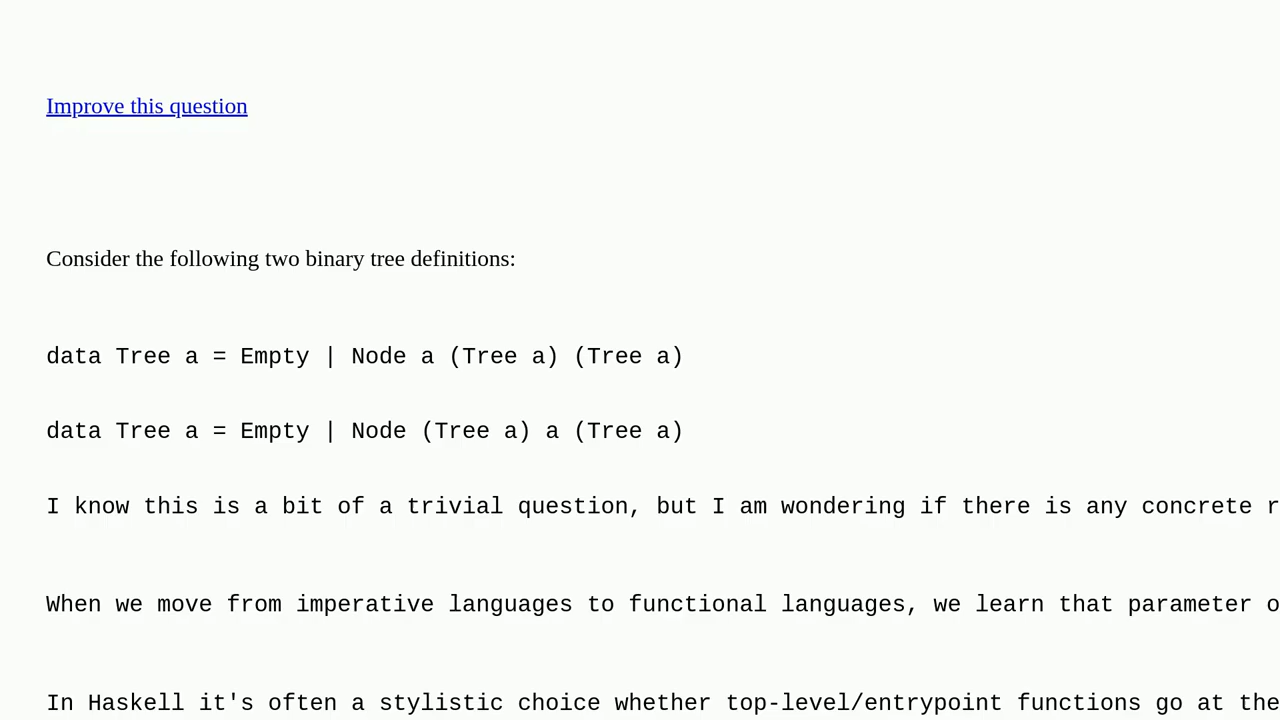 Improve this question
Consider the following two binary tree definitions:
data Tree a = Empty | Node a (Tree a) (Tree a)
data Tree a = Empty | Node (Tree a) a (Tree a)
I know this is a bit of a trivial question, but I am wondering if there is any concrete r
When we move from imperative languages to functional languages, we learn that parameter o
In Haskell it's often a stylistic choice whether top-level/entrypoint functions go at the